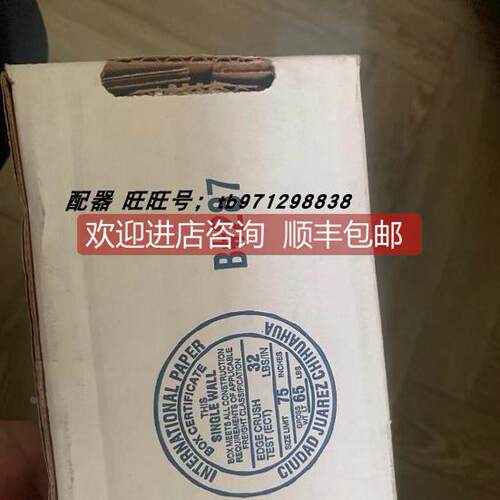 配器 旺旺号；tb971298838
欢迎进店咨询 顺丰包邮
INTERNATIONAL PAPER
BOX CERTIFICATE
THIS
SINGLE WALL
BOX MEETS ALL CONSTRUCTION
REQUIREMENTS OF APPLICABLE
FREIGHT CLASSIFICATION
EDGE CRUSH
TEST (ECT)
32
LBS/IN
SIZE LIMIT
75
INCHES
GROSS
WT LT
65
LBS
CIUDAD JUAREZ CHIHUAHUA